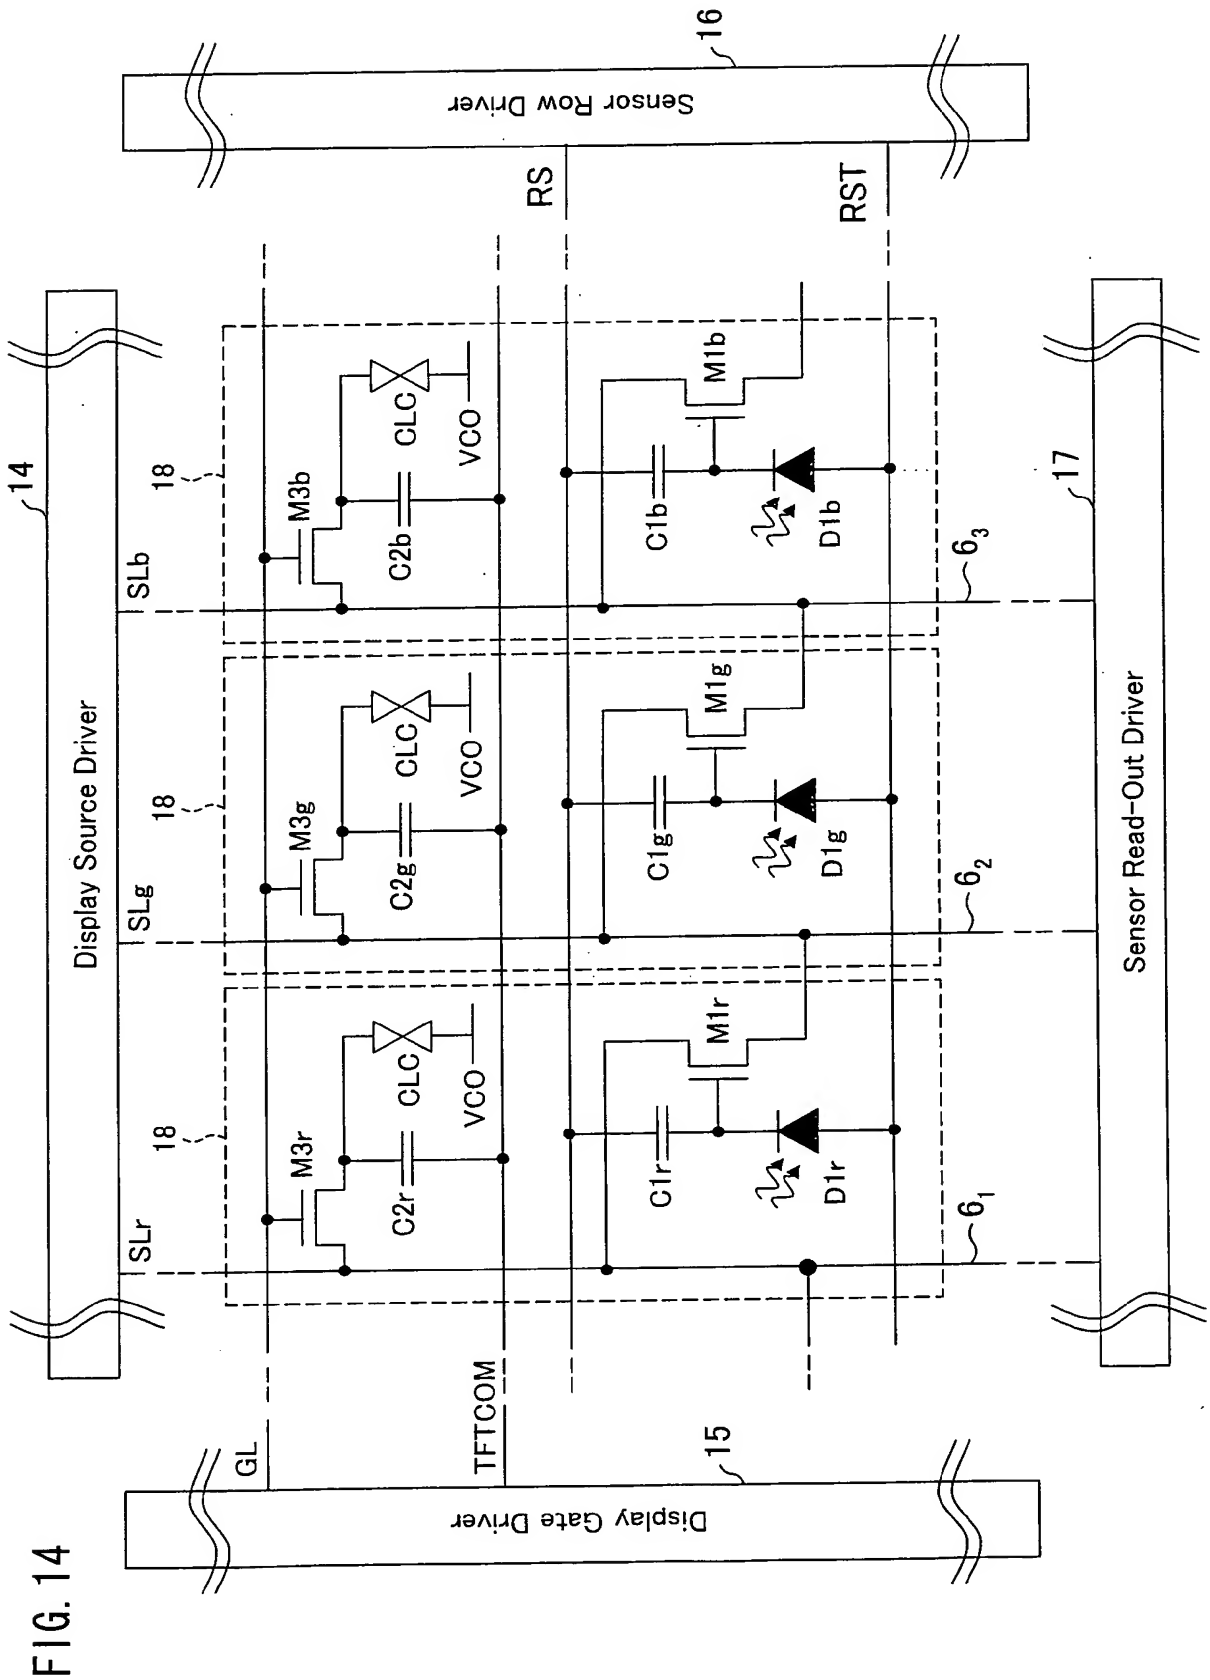 FIG. 14
14
Display Source Driver
SLr
SLg
SLb
18
18
18
GL
M3r
M3g
M3b
C2r
CLC
C2g
CLC
C2b
CLC
VCO
VCO
VCO
TFTCOM
RS
C1r
M1r
C1g
M1g
C1b
M1b
D1r
D1g
D1b
RST
Display Gate Driver
15
Sensor Row Driver
16
6₁
6₂
6₃
17
Sensor Read-Out Driver